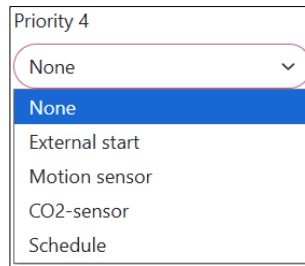 Priority 4
None
None
External start
Motion sensor
CO2-sensor
Schedule